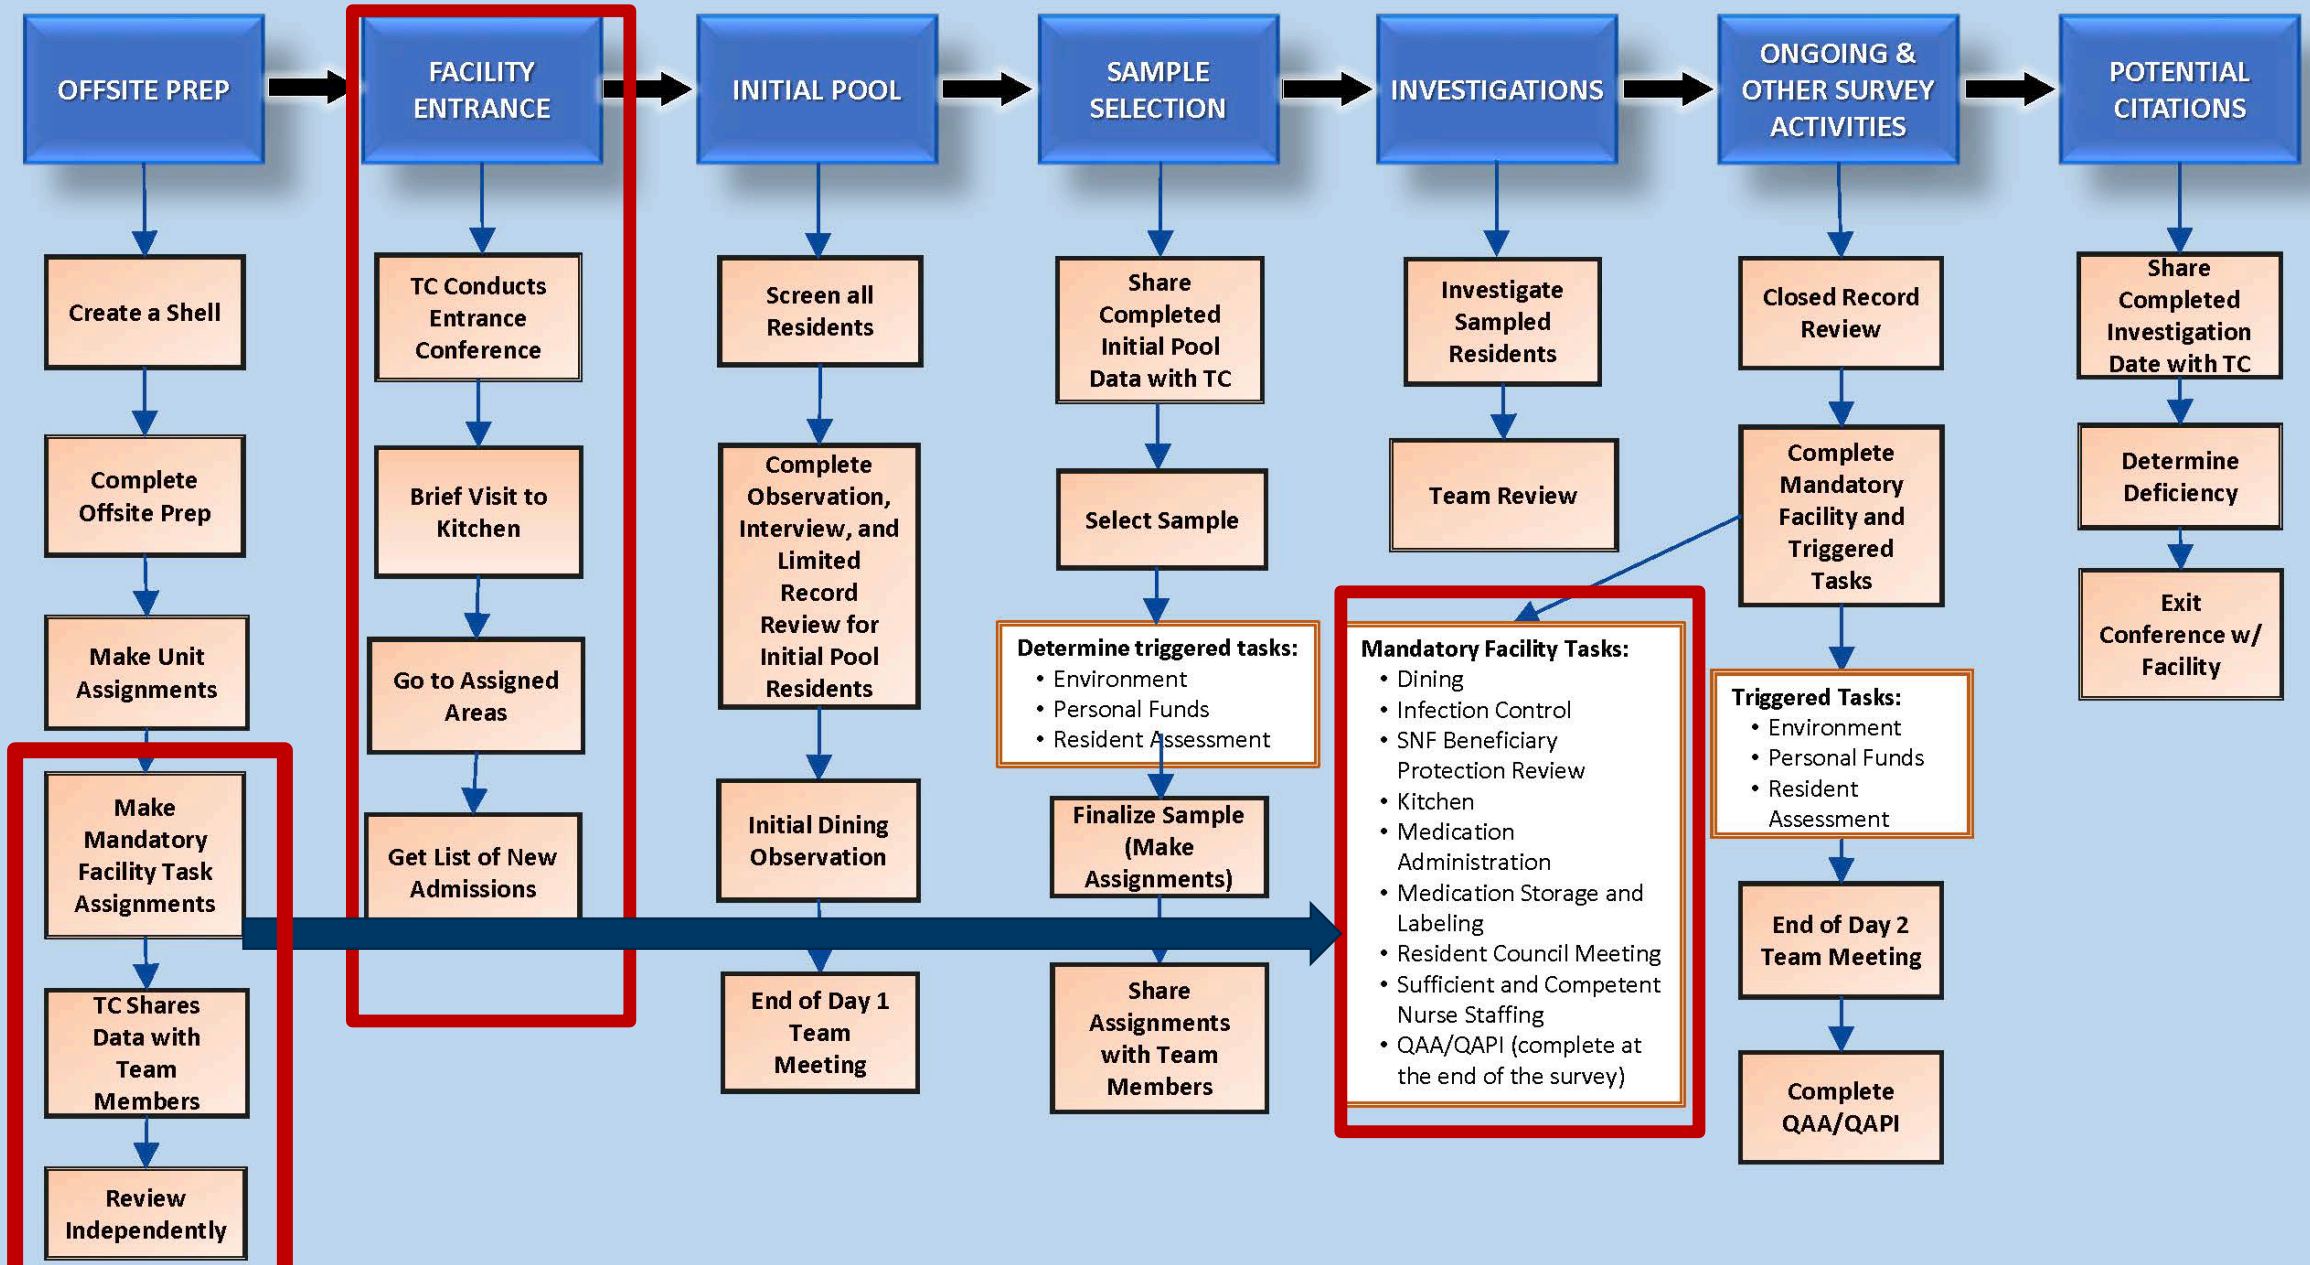 OFFSITE PREP
FACILITY
ENTRANCE
INITIAL POOL
SAMPLE
SELECTION
INVESTIGATIONS
ONGOING &
OTHER SURVEY
ACTIVITIES
POTENTIAL
CITATIONS
Create a Shell
Complete
Offsite Prep
Make Unit
Assignments
Make
Mandatory
Facility Task
Assignments
TC Shares
Data with
Team
Members
Review
Independently
TC Conducts
Entrance
Conference
Brief Visit to
Kitchen
Go to Assigned
Areas
Get List of New
Admissions
Screen all
Residents
Complete
Observation,
Interview, and
Limited
Record
Review for
Initial Pool
Residents
Initial Dining
Observation
End of Day 1
Team
Meeting
Share
Completed
Initial Pool
Data with TC
Select Sample
Determine triggered tasks:
• Environment
• Personal Funds
• Resident Assessment
Finalize Sample
(Make
Assignments)
Share
Assignments
with Team
Members
Investigate
Sampled
Residents
Team Review
Mandatory Facility Tasks:
• Dining
• Infection Control
• SNF Beneficiary
Protection Review
• Kitchen
• Medication
Administration
• Medication Storage and
Labeling
• Resident Council Meeting
• Sufficient and Competent
Nurse Staffing
• QAA/QAPI (complete at
the end of the survey)
Closed Record
Review
Complete
Mandatory
Facility and
Triggered
Tasks
Triggered Tasks:
• Environment
• Personal Funds
• Resident
Assessment
End of Day 2
Team Meeting
Complete
QAA/QAPI
Share
Completed
Investigation
Date with TC
Determine
Deficiency
Exit
Conference w/
Facility